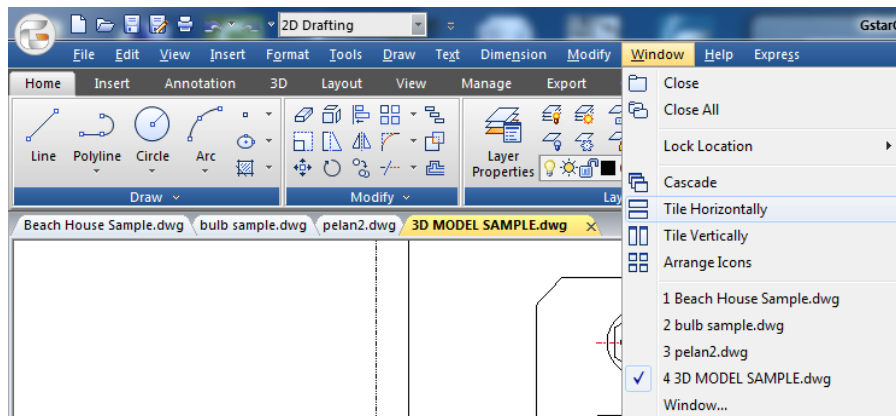 2D Drafting
Gstar
File Edit View Insert Format Tools Draw Text Dimension Modify Window Help Express
Home Insert Annotation 3D Layout View Manage Export
Close
Close All
Lock Location
Line Polyline Circle Arc
Layer
Properties
Cascade
Draw Modify Lay
Tile Horizontally
Beach House Sample.dwg bulb sample.dwg pelan2.dwg 3D MODEL SAMPLE.dwg x
Tile Vertically
Arrange Icons
1 Beach House Sample.dwg
2 bulb sample.dwg
3 pelan2.dwg
4 3D MODEL SAMPLE.dwg
Window...